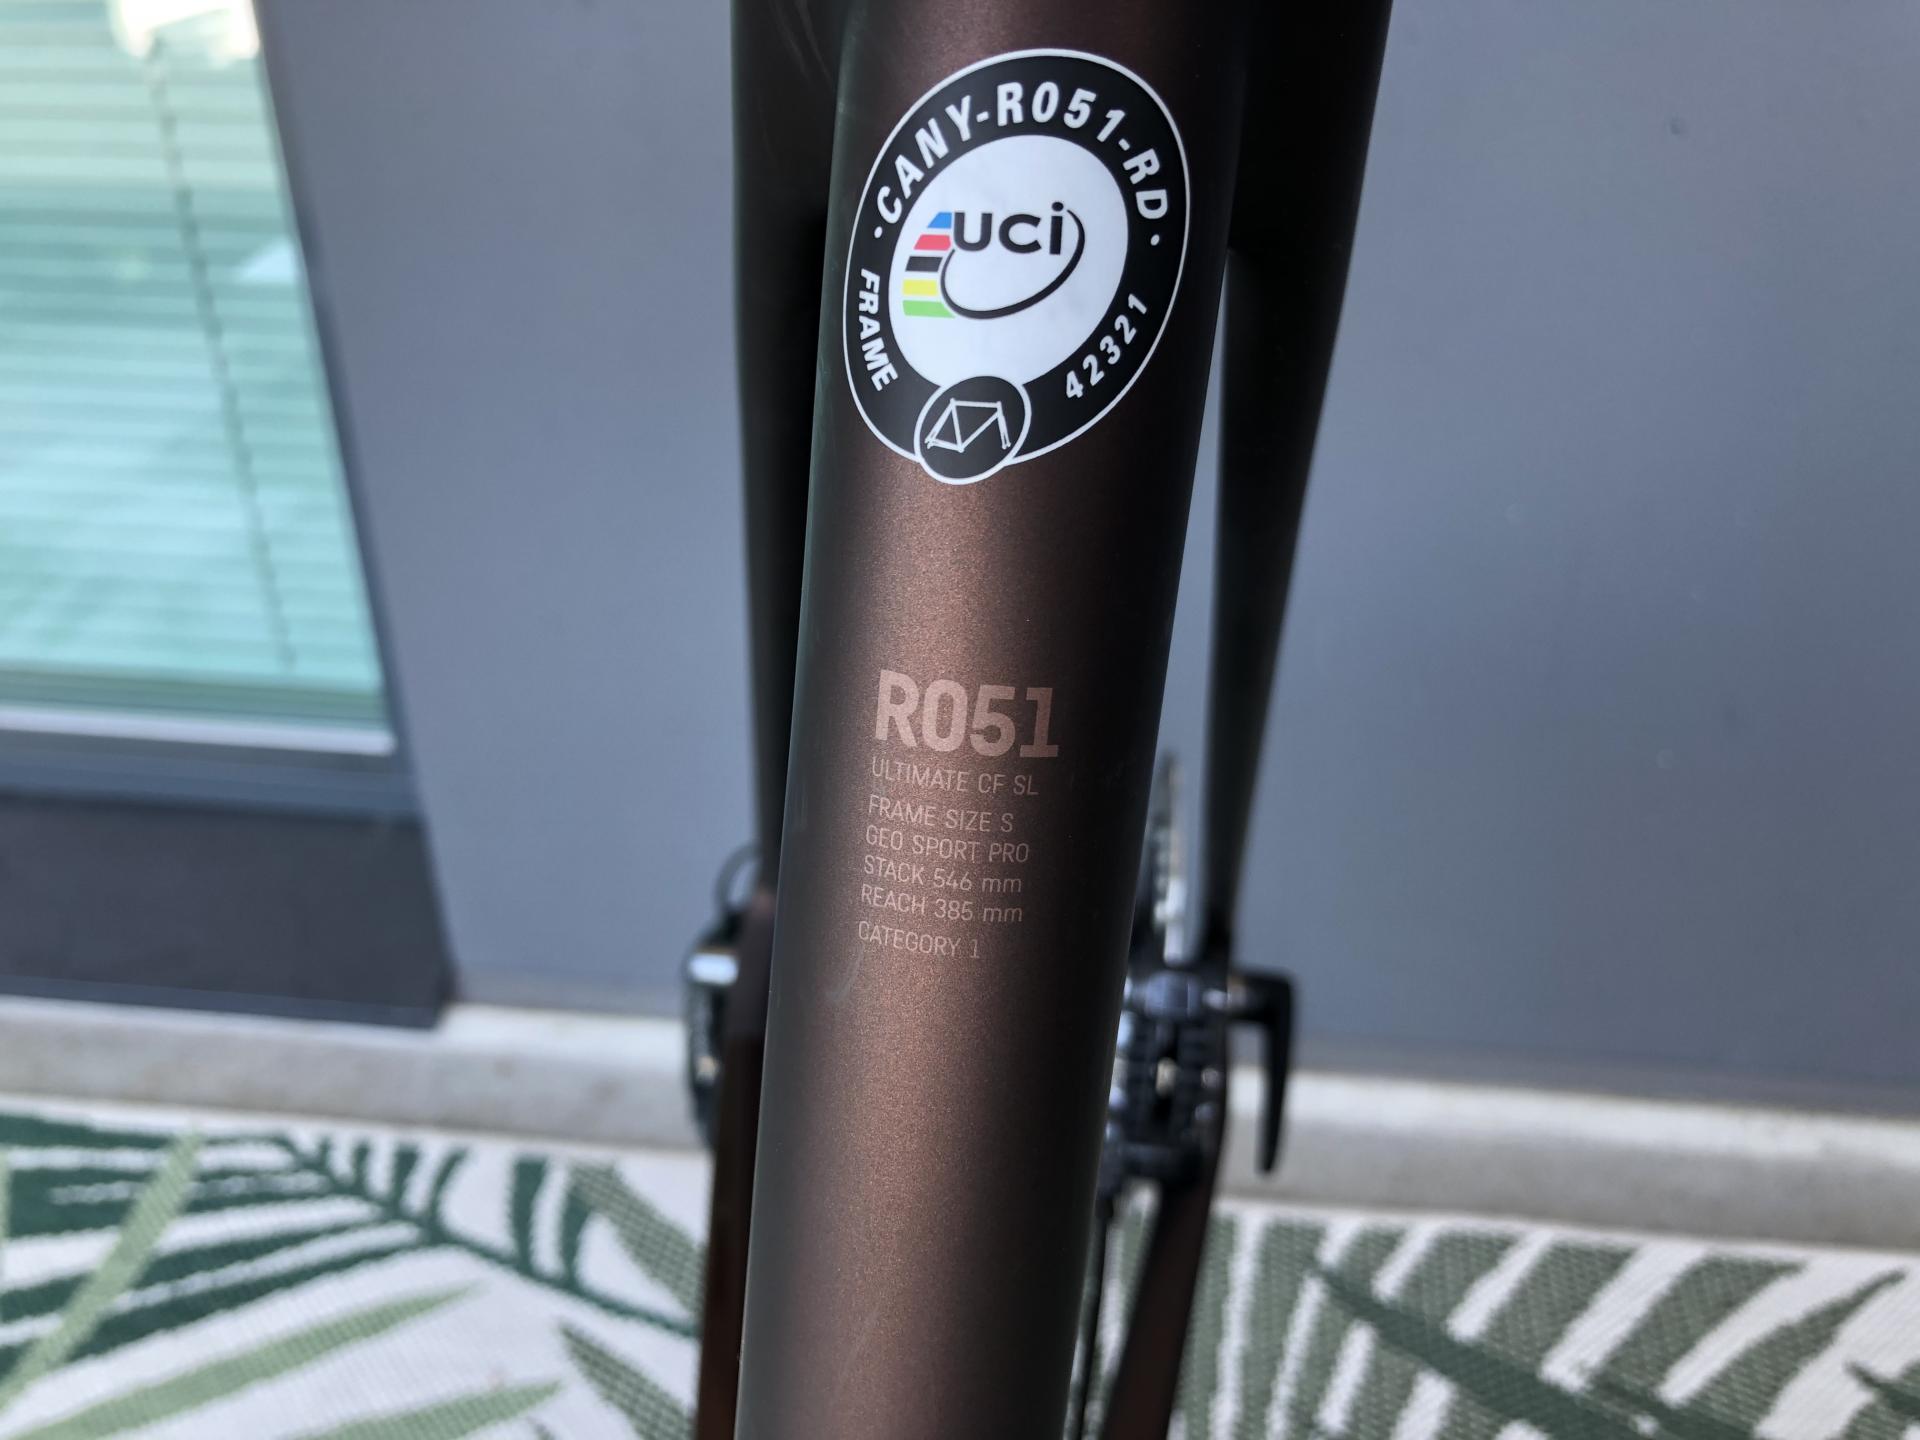 ·CANY-R051-RD·
uci
FRAME
42321
R051
ULTIMATE CF SL
FRAME SIZE S
GEO SPORT PRO
STACK 546 mm
REACH 385 mm
CATEGORY 1